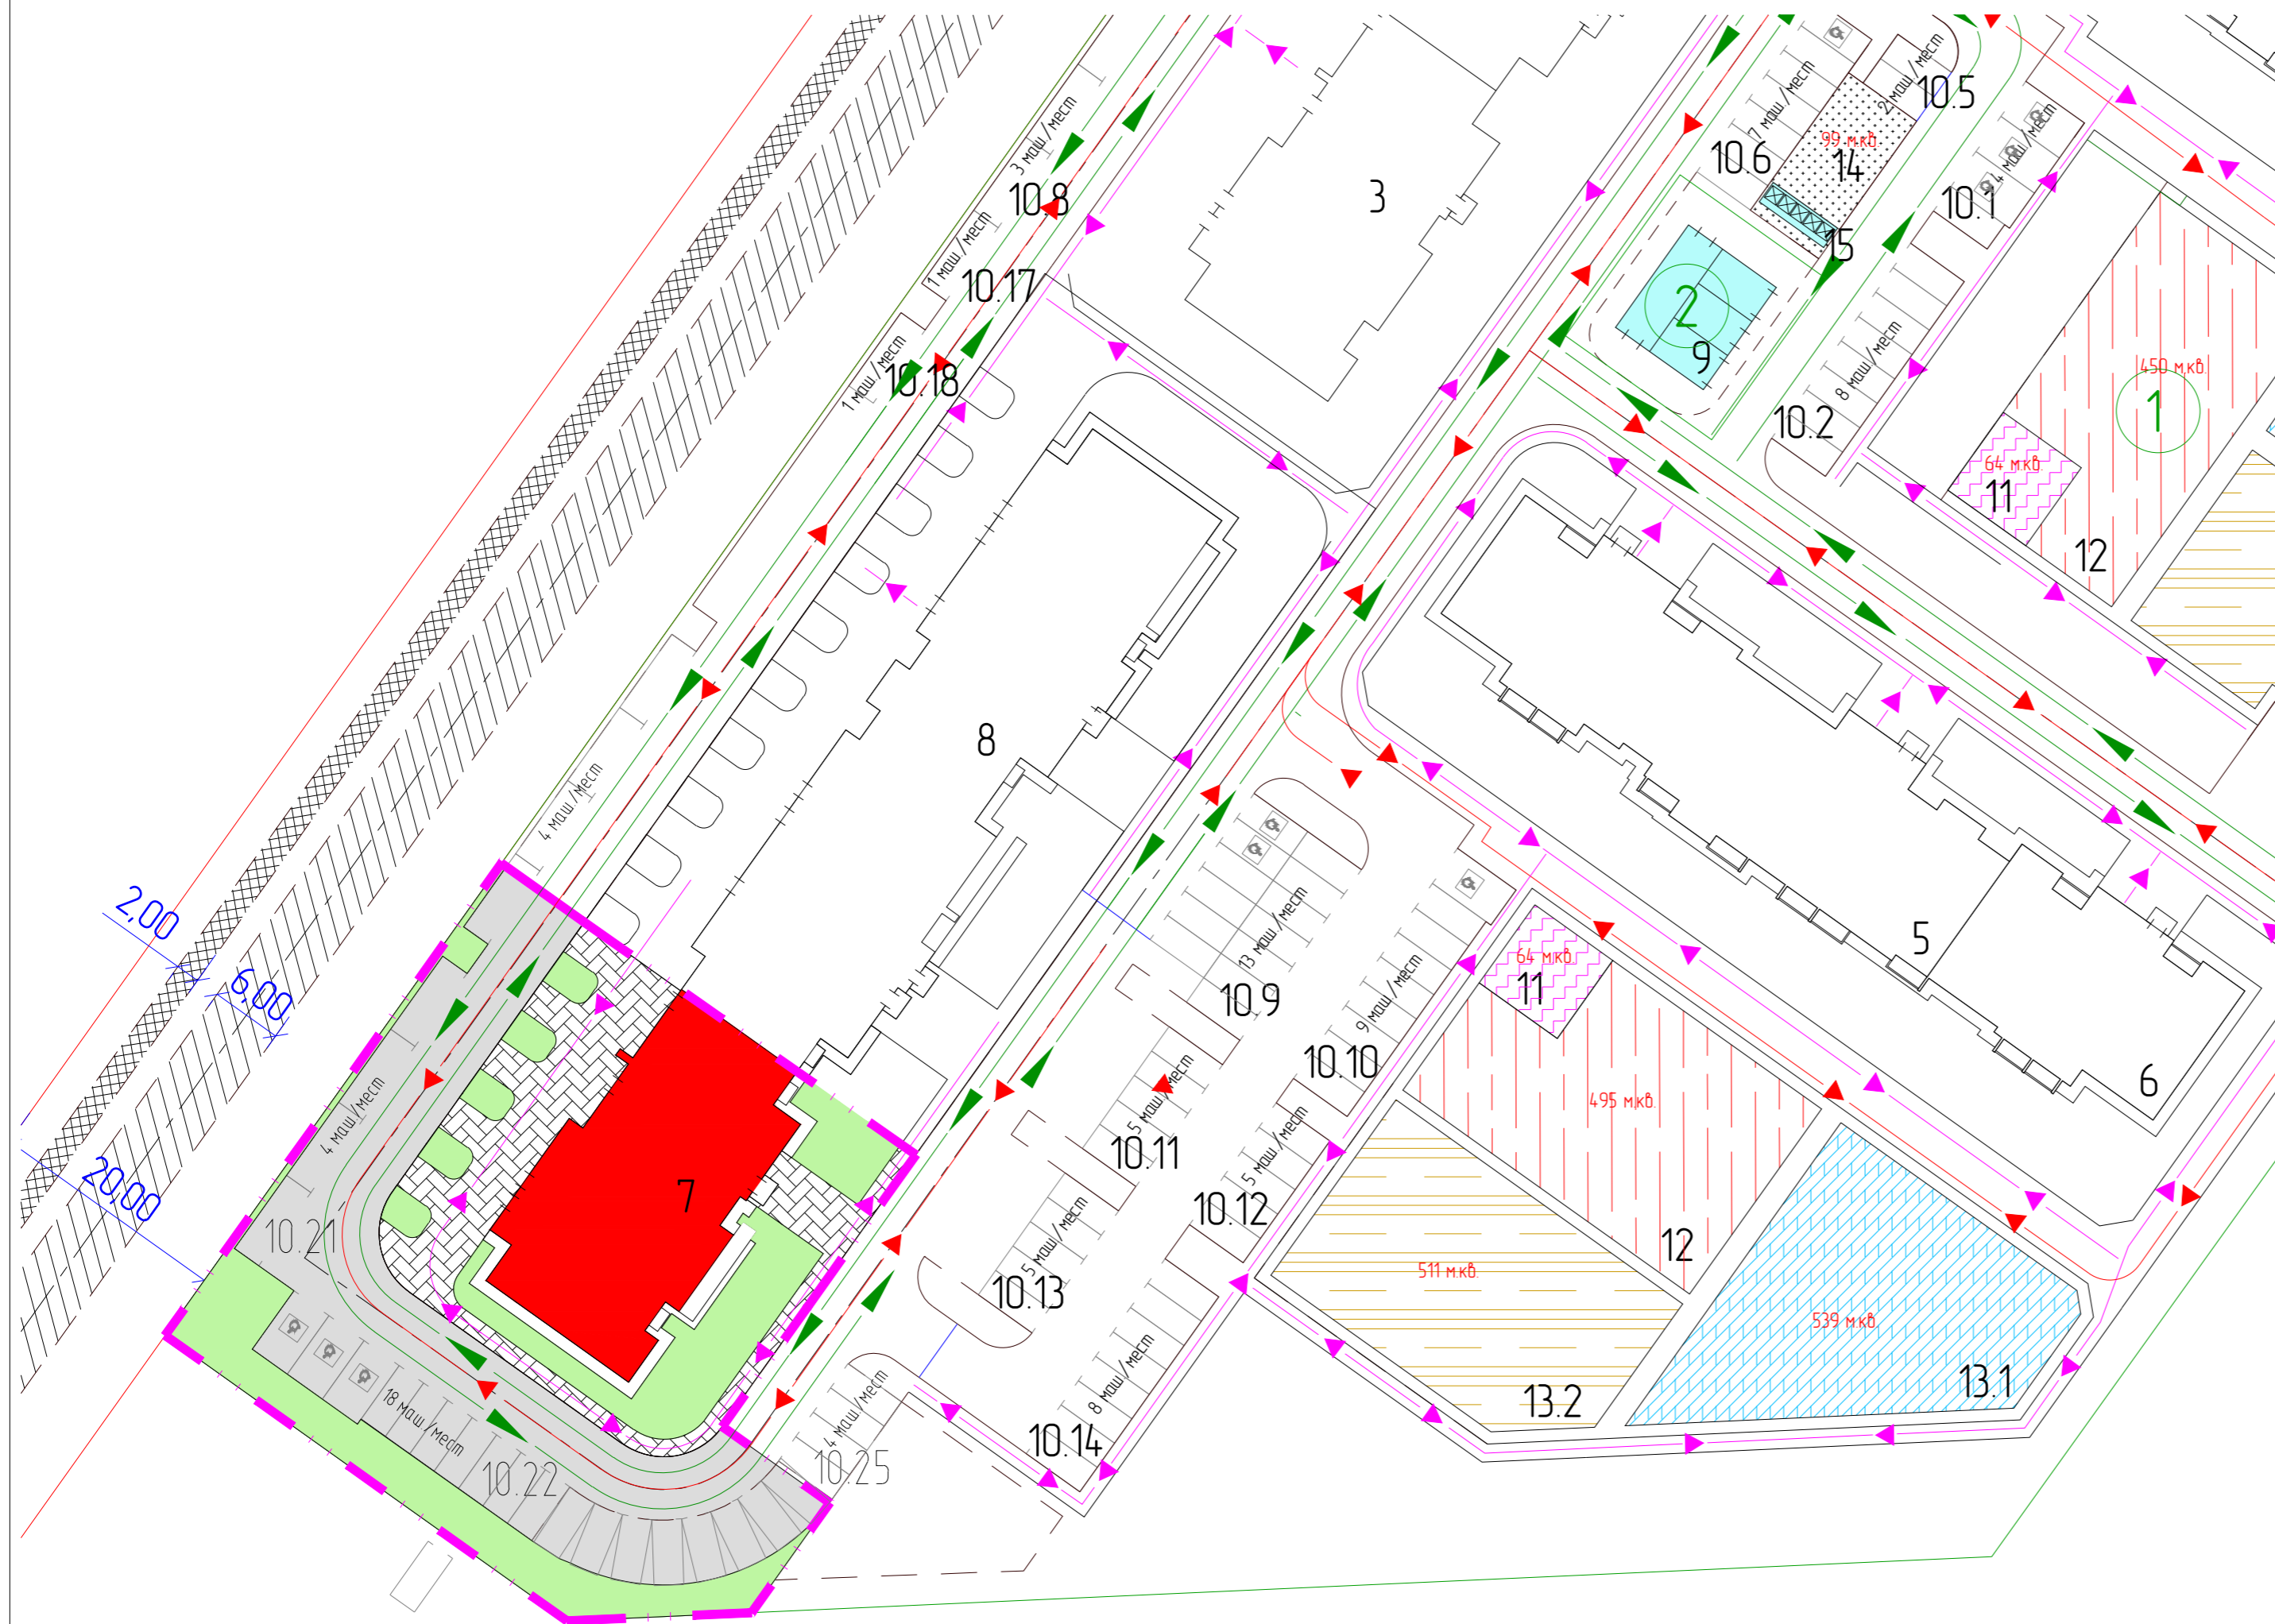 3 маш/мест
10.8
1 маш/мест
10.17
1 маш/мест
10.18
3
7 маш/мест
10.6
2 маш/мест
10.5
99 м.кв.
14
15
4 маш/мест
10.1
2
9
8 маш/мест
10.2
450 м.кв.
1
64 м.кв.
11
12
8
4 маш/мест
5
6
2,00
6,00
20,00
13 маш/мест
10.9
9 маш/мест
10.10
5 маш/мест
10.11
5 маш/мест
10.12
5 маш/мест
10.13
8 маш/мест
10.14
4 маш/мест
10.25
64 м.кв.
11
495 м.кв.
12
511 м.кв.
13.2
539 м.кв.
13.1
7
4 маш/мест
10.21
18 маш/мест
10.22